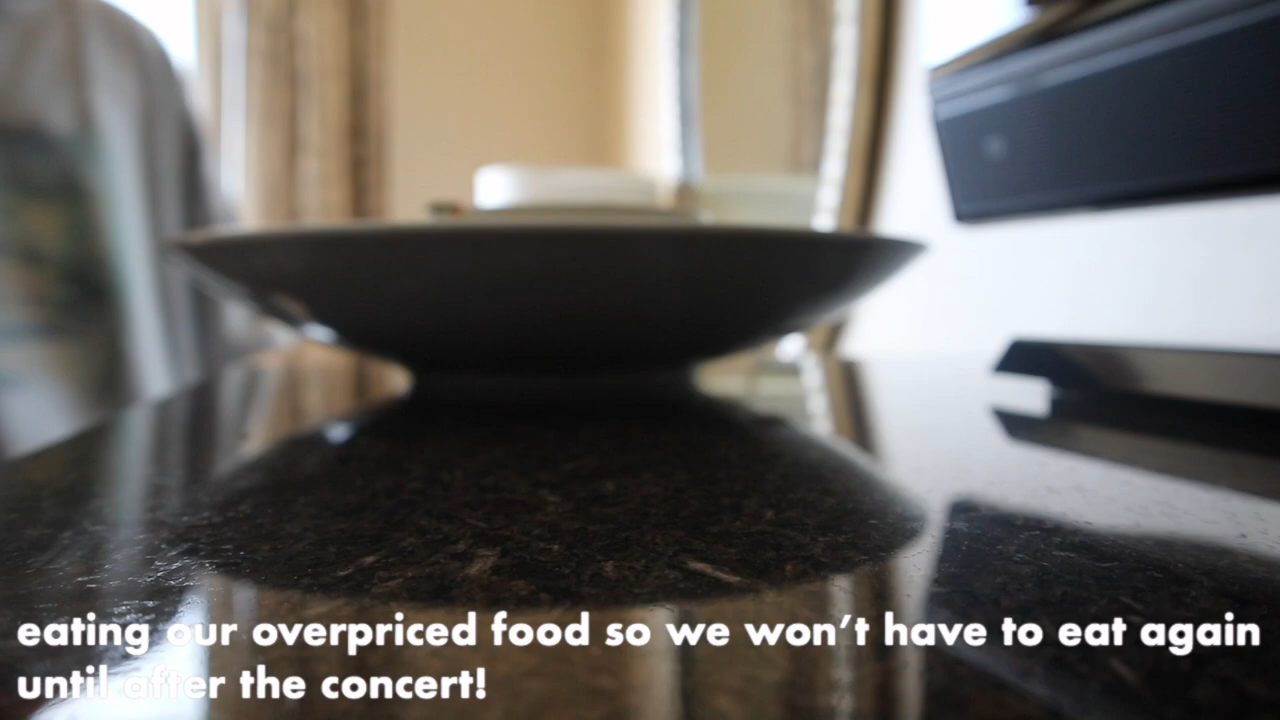 eating our overpriced food so we won't have to eat again
until after the concert!